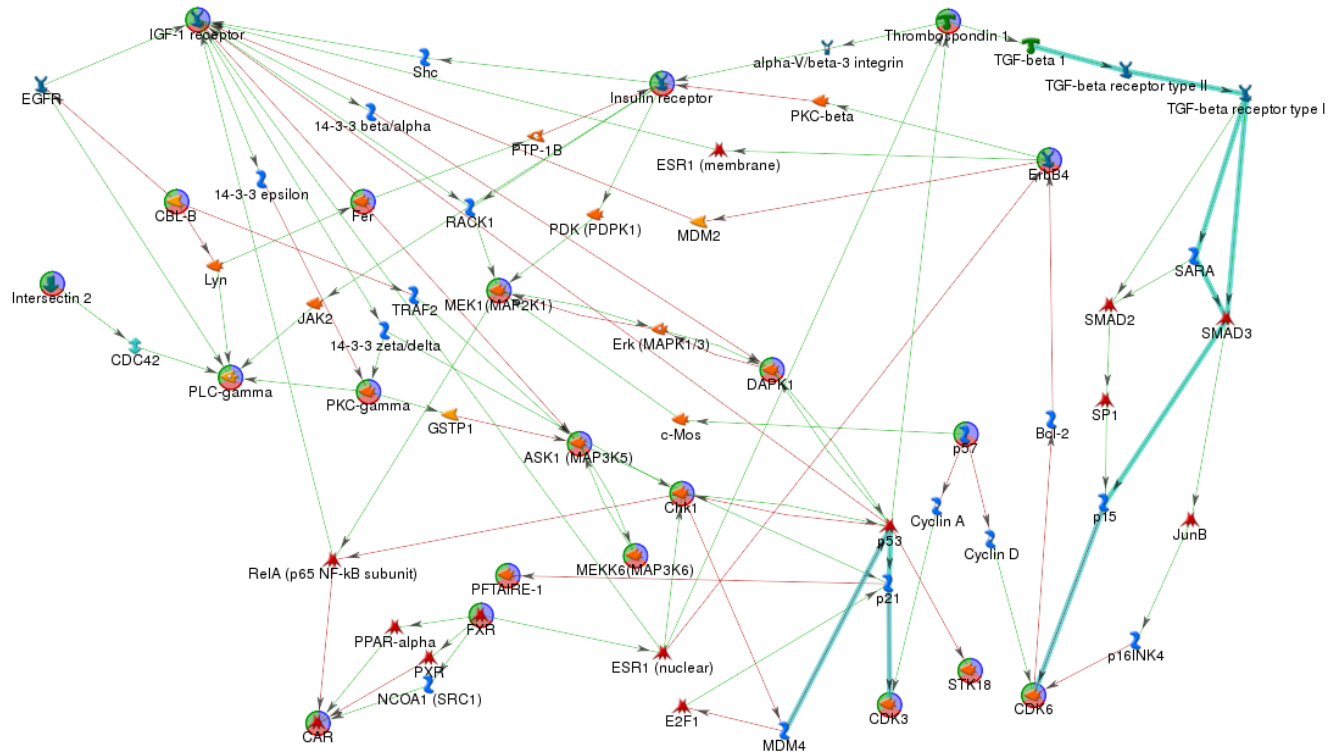 IGF-1 receptor
Thrombospondin 1
Shc
alpha-V/beta-3 integrin
TGF-beta 1
TGF-beta receptor type II
EGFR
Insulin receptor
TGF-beta receptor type I
14-3-3 beta/alpha
PKC-beta
PTP-1B
ESR1 (membrane)
ErbB4
14-3-3 epsilon
CBL-B
Fer
RACK1
PDK (PDPK1)
MDM2
SARA
Lyn
Intersectin 2
JAK2
TRAF2
MEK1(MAP2K1)
SMAD2
SMAD3
14-3-3 zeta/delta
Erk (MAPK1/3)
CDC42
DAPK1
PLC-gamma
PKC-gamma
GSTP1
c-Mos
SP1
Bcl-2
ASK1 (MAP3K5)
p57
Chk1
Cyclin A
p15
p53
JunB
Cyclin D
RelA (p65 NF-kB subunit)
MEKK6(MAP3K6)
PFTAIRE-1
p21
FXR
PPAR-alpha
p16INK4
PXR
ESR1 (nuclear)
NCOA1 (SRC1)
STK18
CDK3
CDK6
E2F1
CAR
MDM4